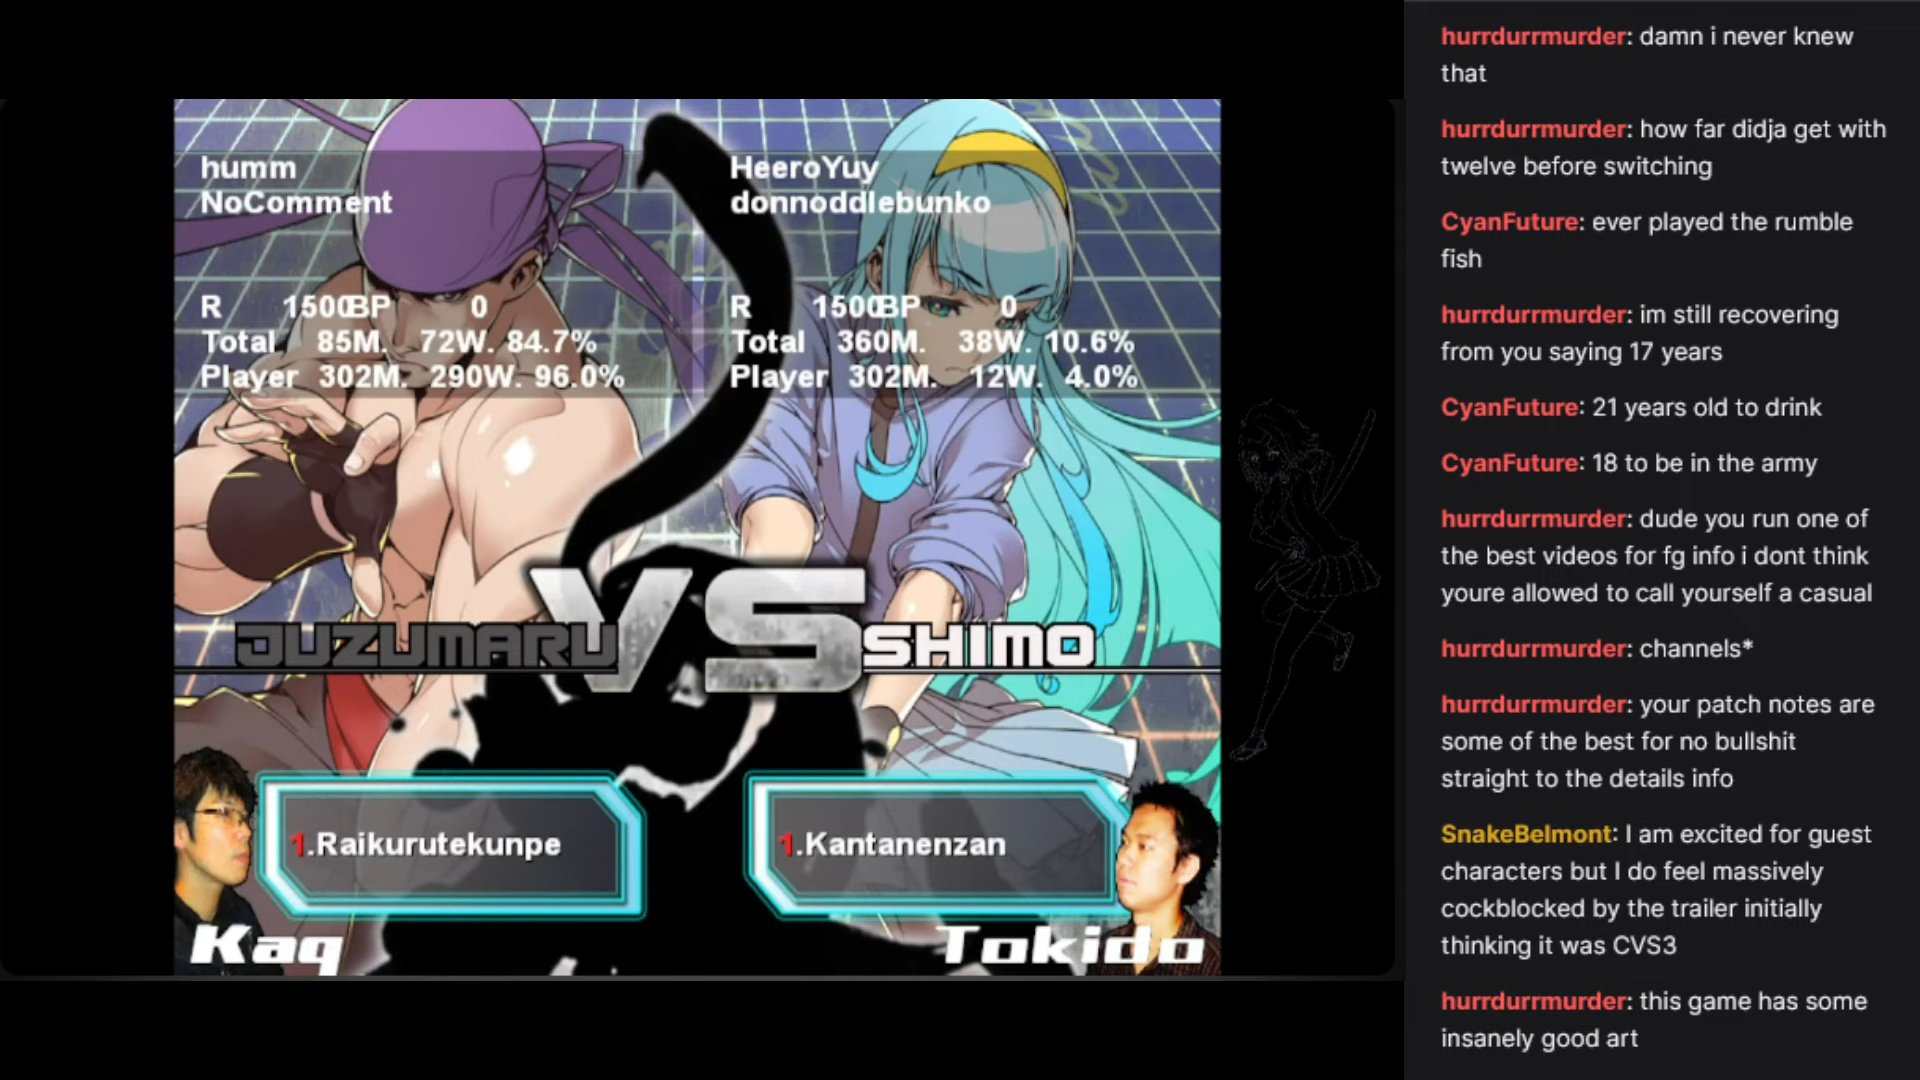 humm
NoComment
R 1500BP 0
Total 85M. 72W. 84.7%
Player 302M. 290W. 96.0%
HeeroYuy
donnoddlebunko
R 1500BP 0
Total 360M. 38W. 10.6%
Player 302M. 12W. 4.0%
VS
JUZUMARU
SHIMO
1.Raikurutekunpe
1.Kantanenzan
Kaq
Tokido
hurrdurrmurder: damn i never knew
that
hurrdurrmurder: how far didja get with
twelve before switching
CyanFuture: ever played the rumble
fish
hurrdurrmurder: im still recovering
from you saying 17 years
CyanFuture: 21 years old to drink
CyanFuture: 18 to be in the army
hurrdurrmurder: dude you run one of
the best videos for fg info i dont think
youre allowed to call yourself a casual
hurrdurrmurder: channels*
hurrdurrmurder: your patch notes are
some of the best for no bullshit
straight to the details info
SnakeBelmont: I am excited for guest
characters but I do feel massively
cockblocked by the trailer initially
thinking it was CVS3
hurrdurrmurder: this game has some
insanely good art